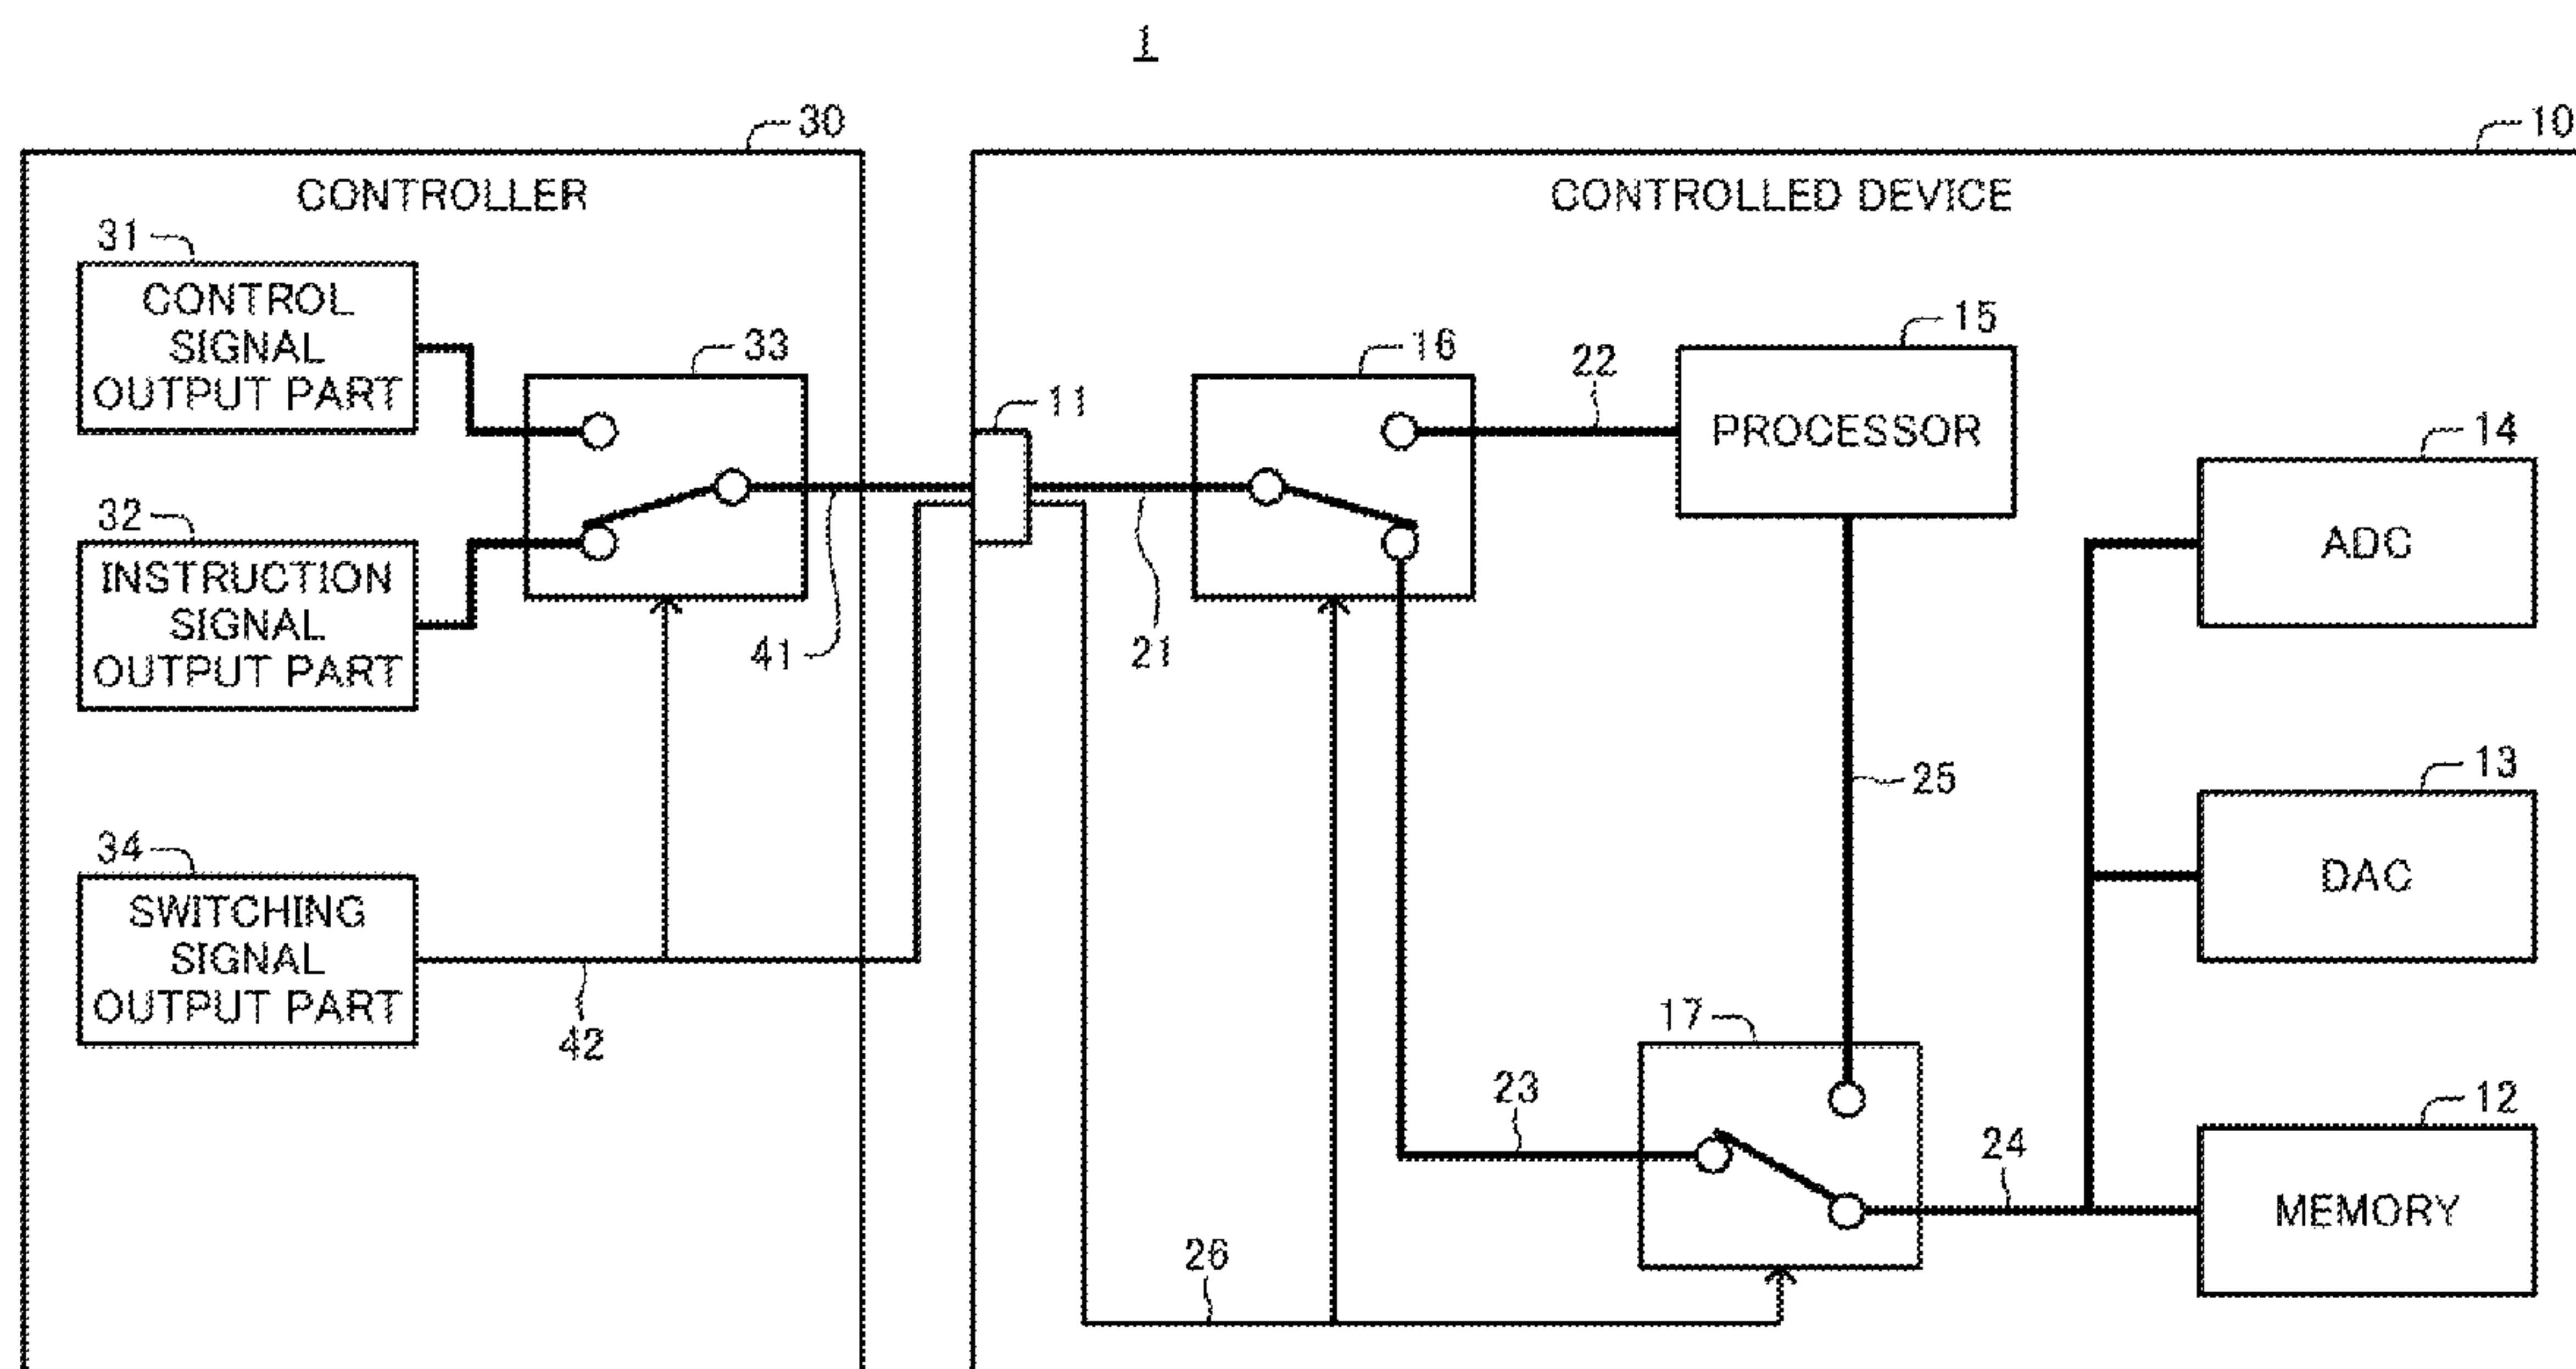 1
30
10
CONTROLLER
CONTROLLED DEVICE
31
CONTROL
SIGNAL
OUTPUT PART
33
16
22
15
PROCESSOR
11
14
ADC
32
INSTRUCTION
SIGNAL
OUTPUT PART
41
21
25
13
DAC
34
SWITCHING
SIGNAL
OUTPUT PART
42
17
23
24
12
MEMORY
26